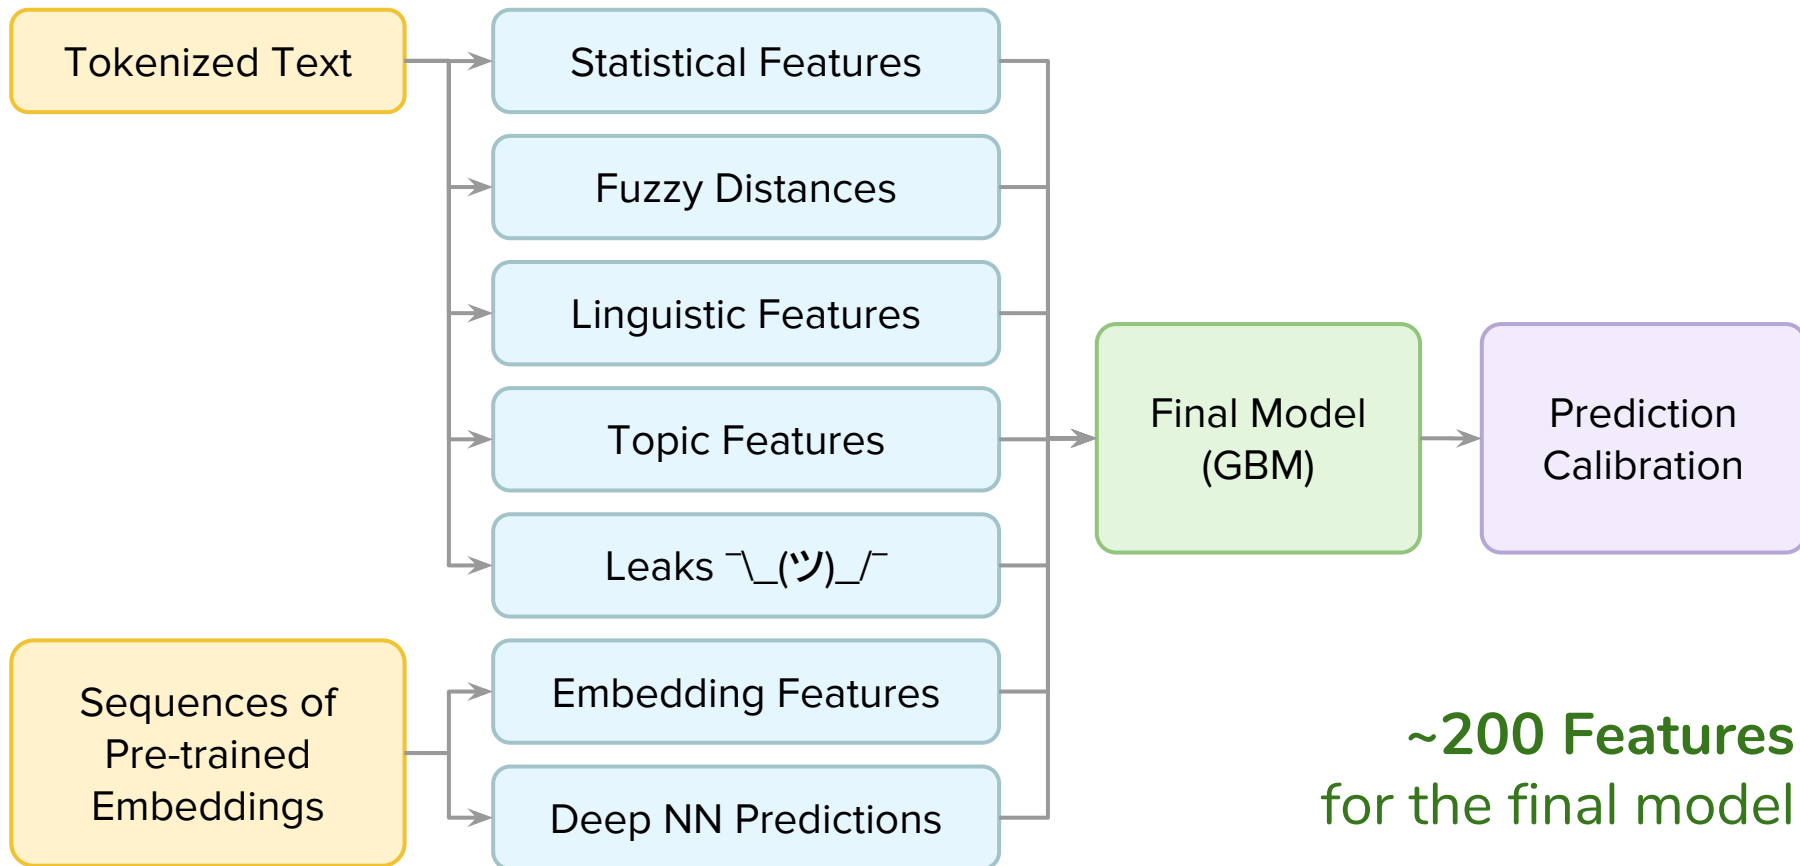 Tokenized Text
Statistical Features
Fuzzy Distances
Linguistic Features
Topic Features
Leaks ¯\_(ツ)_/¯
Sequences of
Pre-trained
Embeddings
Embedding Features
Deep NN Predictions
Final Model
(GBM)
Prediction
Calibration
~200 Features
for the final model